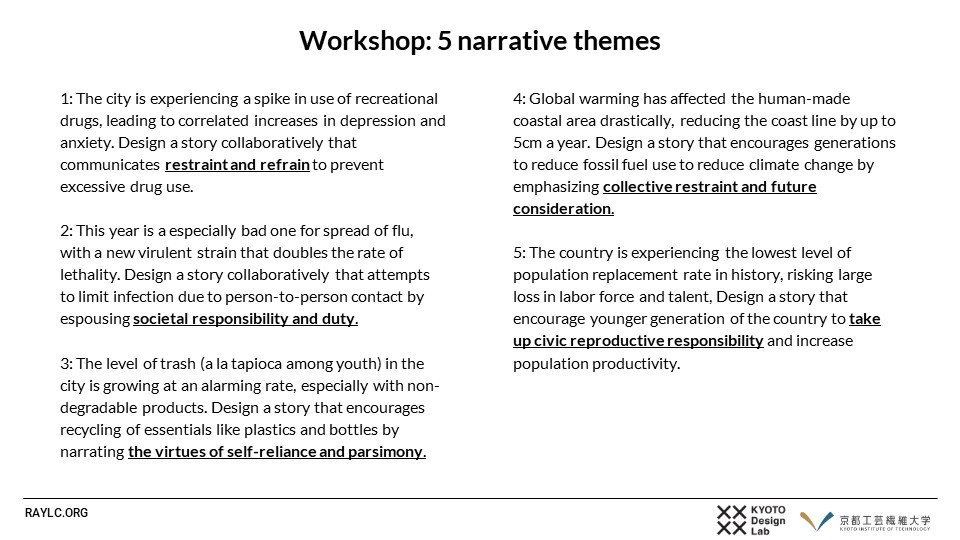 Workshop: 5 narrative themes
1: The city is experiencing a spike in use of recreational
drugs, leading to correlated increases in depression and
anxiety. Design a story collaboratively that
communicates restraint and refrain to prevent
excessive drug use.
2: This year is a especially bad one for spread of flu,
with a new virulent strain that doubles the rate of
lethality. Design a story collaboratively that attempts
to limit infection due to person-to-person contact by
espousing societal responsibility and duty.
3: The level of trash (a la tapioca among youth) in the
city is growing at an alarming rate, especially with non-
degradable products. Design a story that encourages
recycling of essentials like plastics and bottles by
narrating the virtues of self-reliance and parsimony.
4: Global warming has affected the human-made
coastal area drastically, reducing the coast line by up to
5cm a year. Design a story that encourages generations
to reduce fossil fuel use to reduce climate change by
emphasizing collective restraint and future
consideration.
5: The country is experiencing the lowest level of
population replacement rate in history, risking large
loss in labor force and talent, Design a story that
encourage younger generation of the country to take
up civic reproductive responsibility and increase
population productivity.
RAYLC.ORG
KYOTO
Design
Lab
京都工芸繊維大学
KYOTO INSTITUTE OF TECHNOLOGY